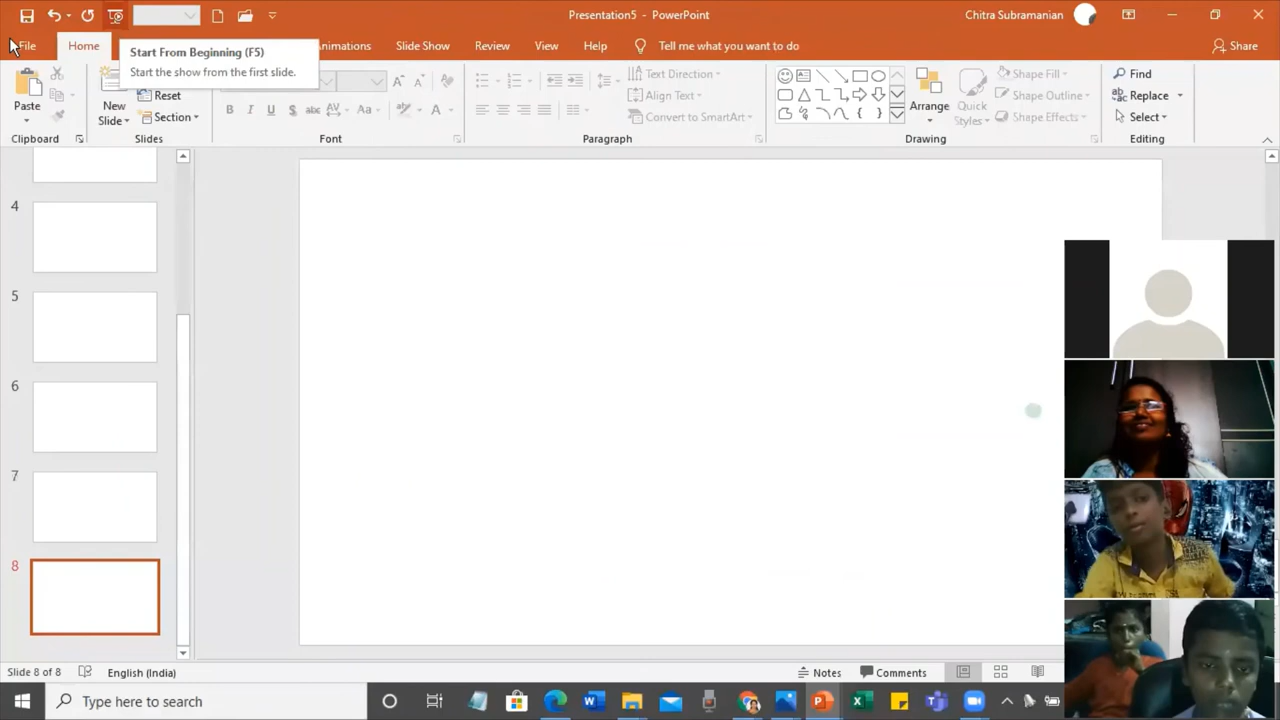 Presentation5 - PowerPoint
Chitra Subramanian
File
Home
Start From Beginning (F5)
Start the show from the first slide.
Animations
Slide Show
Review
View
Help
Tell me what you want to do
Share
Paste
New
Slide
Reset
Section
B I U S abc AV Aa A
A A
Text Direction
Align Text
Convert to SmartArt
Arrange
Quick
Styles
Shape Fill
Shape Outline
Shape Effects
Find
Replace
Select
Clipboard
Slides
Font
Paragraph
Drawing
Editing
4
5
6
7
8
Slide 8 of 8
English (India)
Notes
Comments
Type here to search